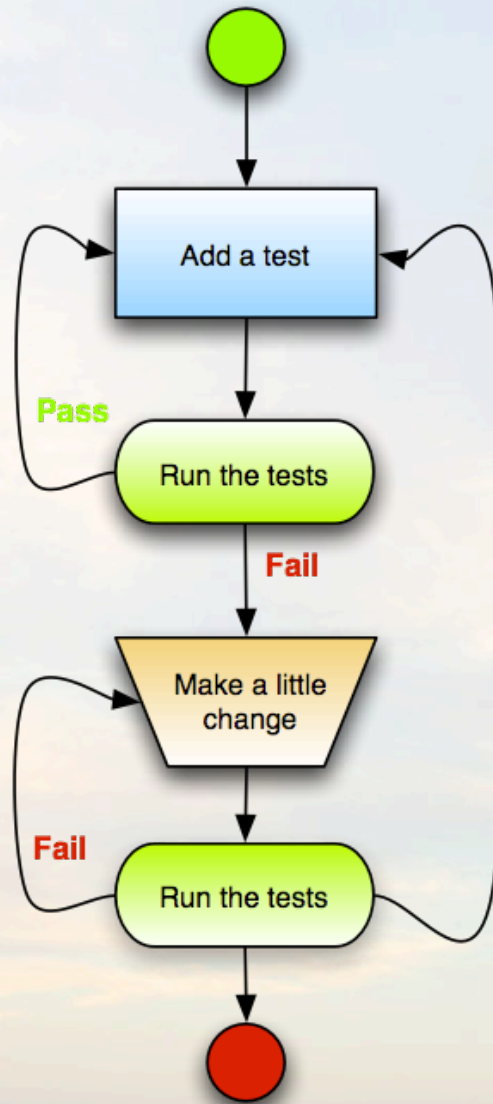 Add a test
Pass
Run the tests
Fail
Make a little
change
Fail
Run the tests